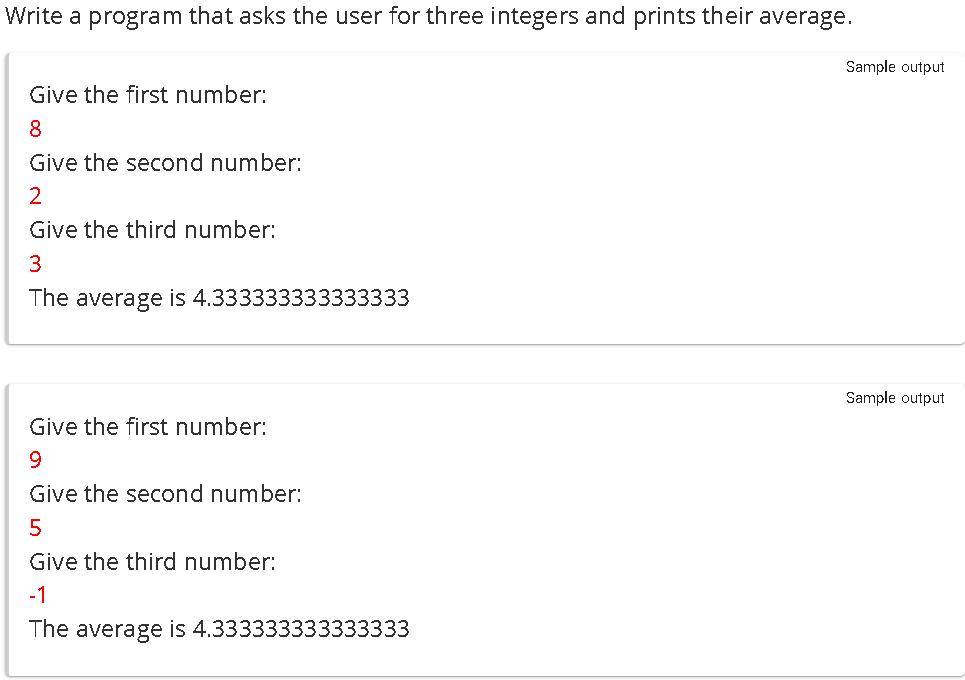 Write a program that asks the user for three integers and prints their average.
Sample output
Give the first number:
8
Give the second number:
2
Give the third number:
3
The average is 4.333333333333333
Sample output
Give the first number:
9
Give the second number:
5
Give the third number:
-1
The average is 4.333333333333333